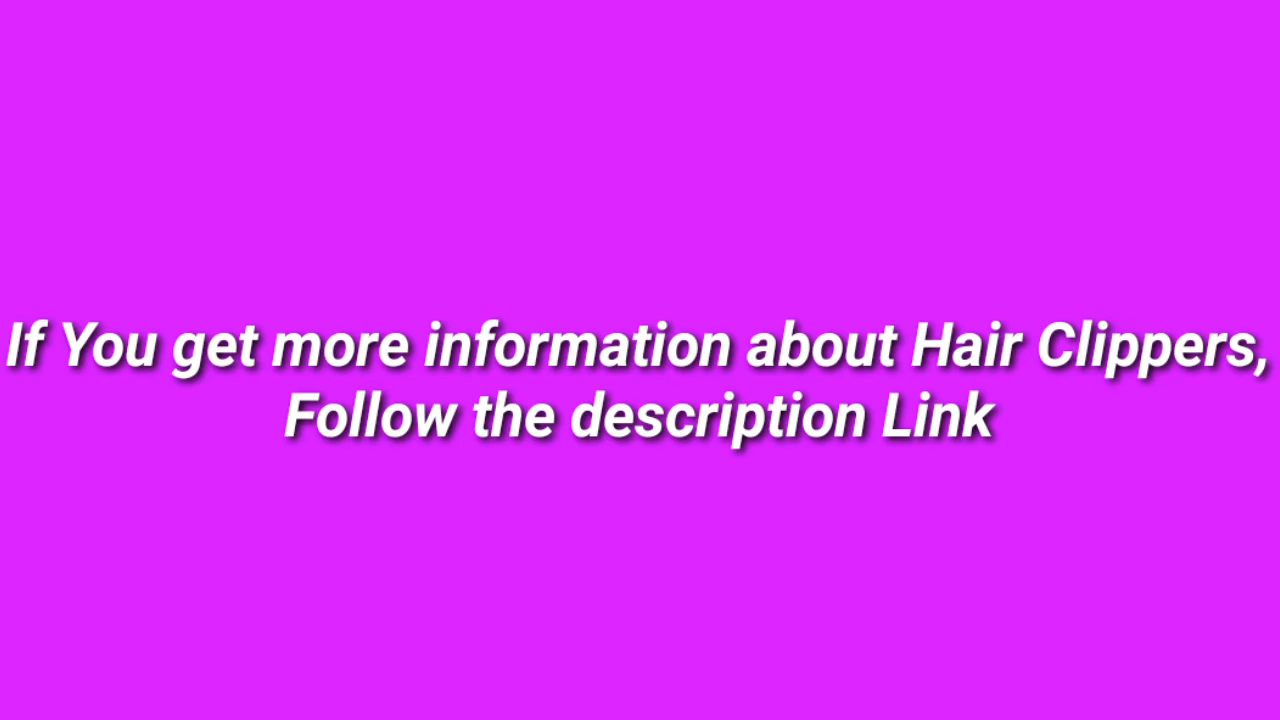 If You get more information about Hair Clippers,
Follow the description Link